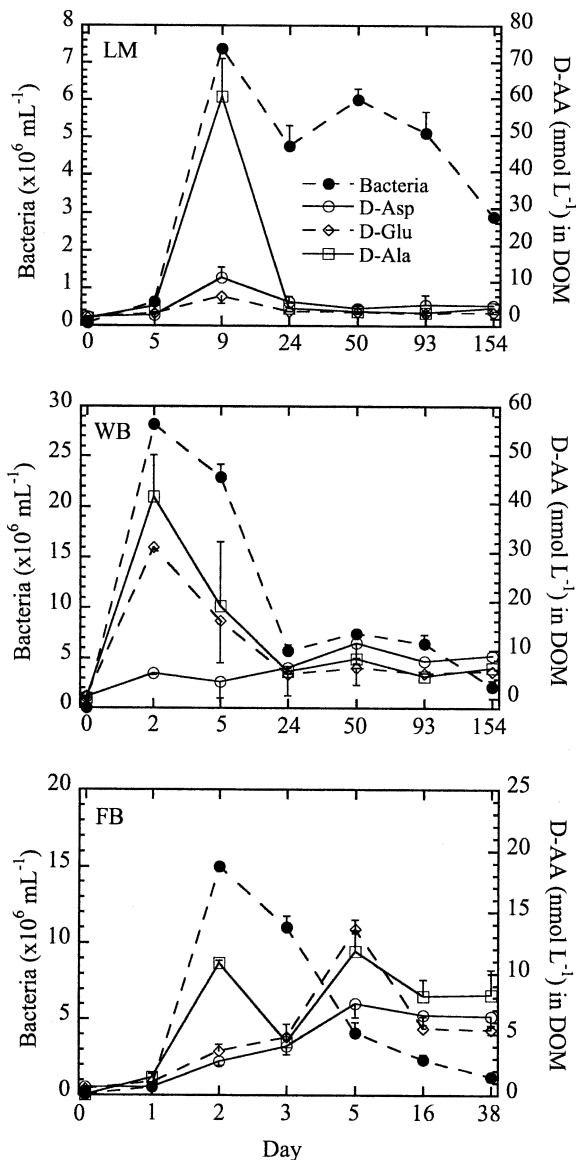 LM
Bacteria (x10⁶ mL⁻¹)
8
7
6
5
4
3
2
1
0
Bacteria
D-Asp
D-Glu
D-Ala
80
70
60
50
40
30
20
10
0
D-AA (nmol L⁻¹) in DOM
0 5 9 24 50 93 154
WB
Bacteria (x10⁶ mL⁻¹)
30
25
20
15
10
5
0
60
50
40
30
20
10
0
D-AA (nmol L⁻¹) in DOM
0 2 5 24 50 93 154
FB
Bacteria (x10⁶ mL⁻¹)
20
15
10
5
0
25
20
15
10
5
0
D-AA (nmol L⁻¹) in DOM
0 1 2 3 5 16 38
Day